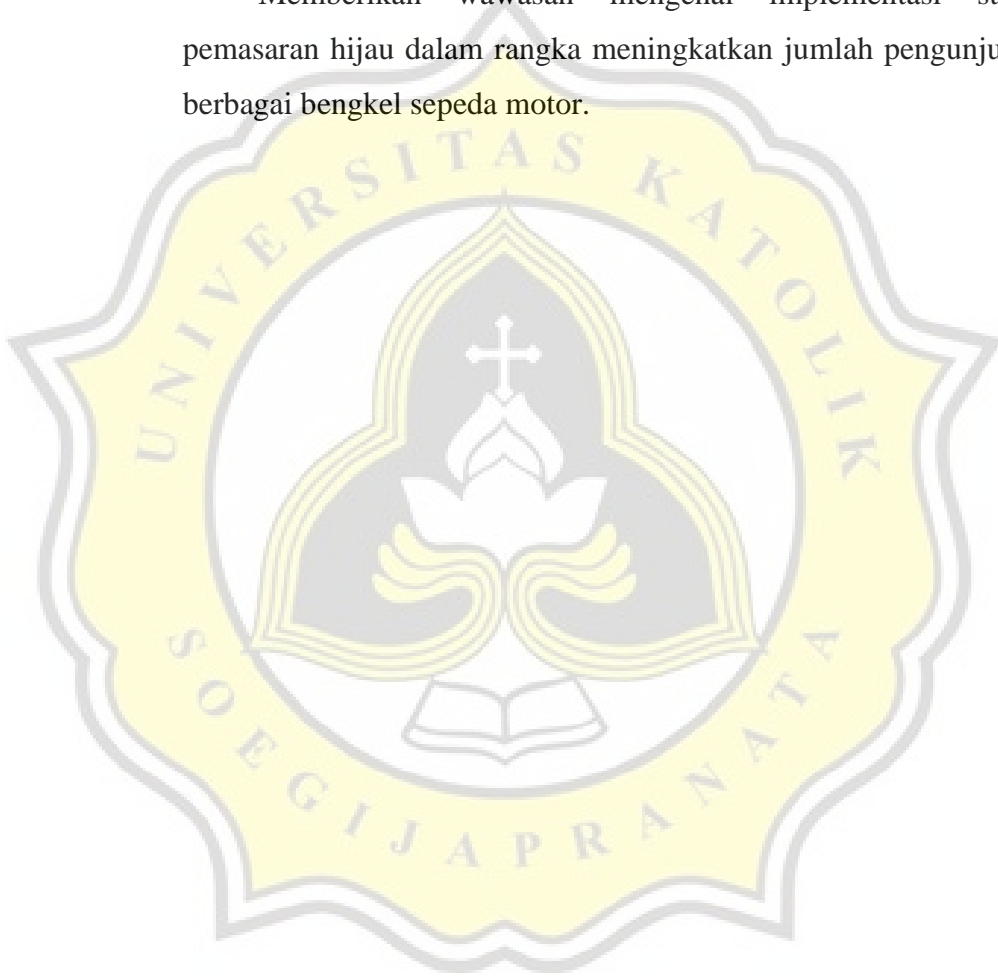 Memberikan wawasan mengenai implementasi
pemasaran hijau dalam rangka meningkatkan jumlah
berbagai bengkel sepeda motor.
UNIVERSITAS KATOLIK
SOEGIJAPRANATA